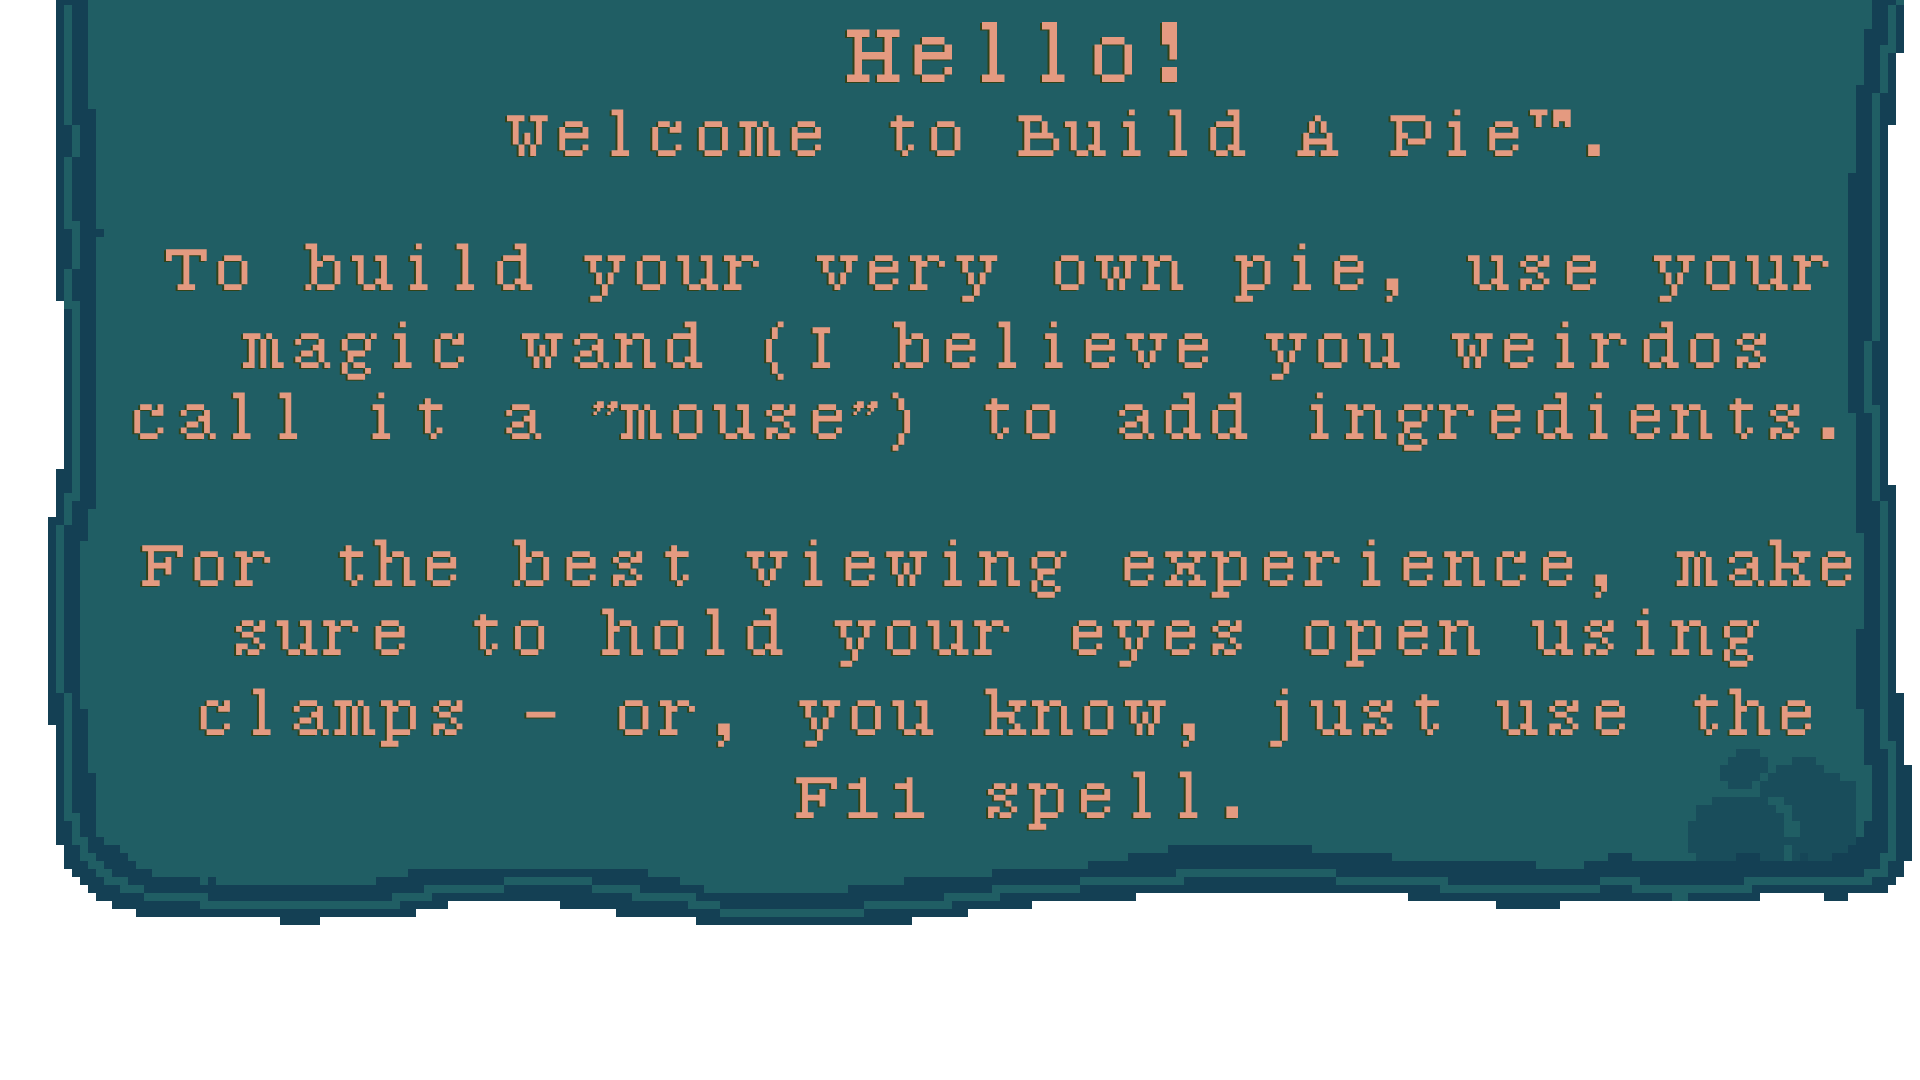 Hello!
Welcome to Build A Pie™.
To build your very own pie, use your
magic wand (I believe you weirdos
call it a "mouse") to add ingredients.
For the best viewing experience, make
sure to hold your eyes open using
clamps - or, you know, just use the
F11 spell.